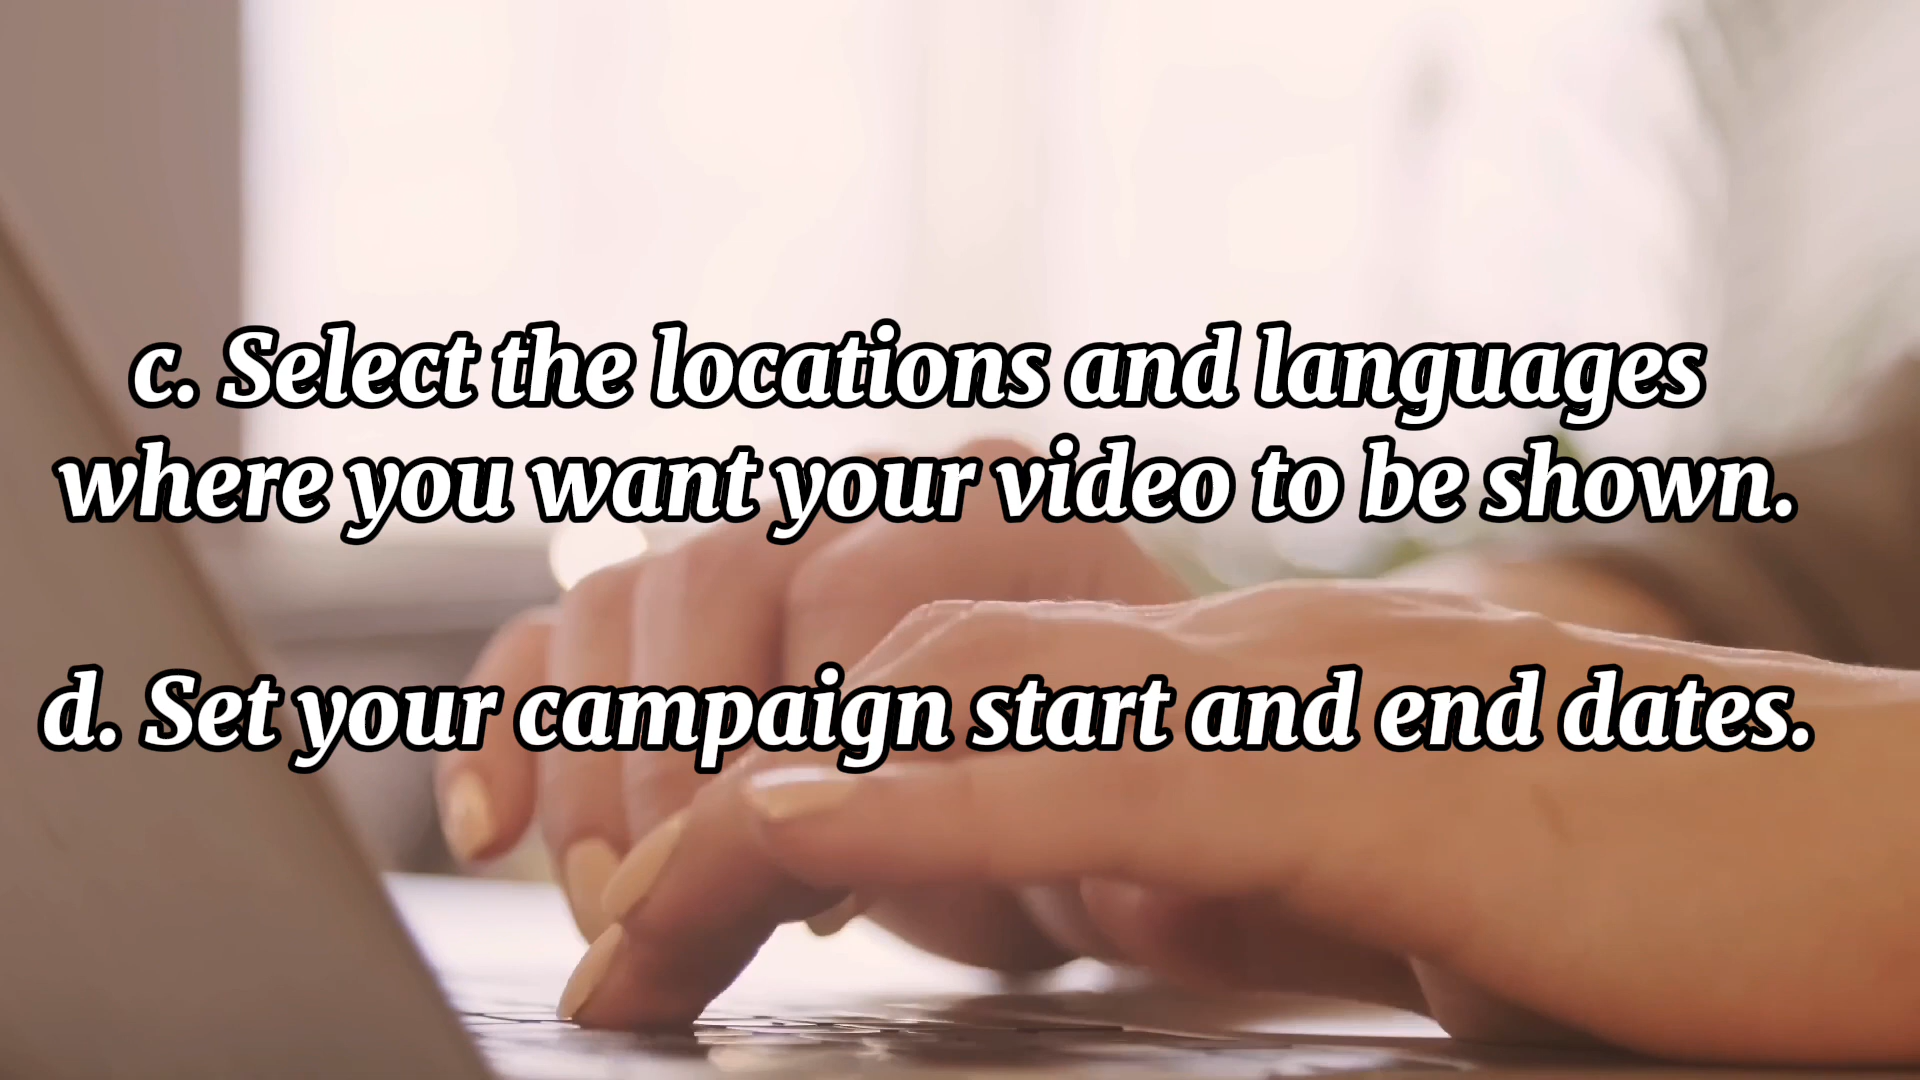 c. Select the locations and languages
where you want your video to be shown.
d. Set your campaign start and end dates.